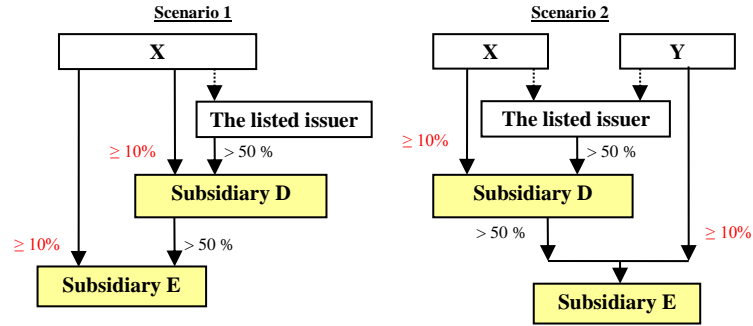 Scenario 1
X
The listed issuer
≥ 10%
> 50 %
Subsidiary D
≥ 10%
> 50 %
Subsidiary E
Scenario 2
X
Y
The listed issuer
≥ 10%
> 50 %
Subsidiary D
> 50 %
≥ 10%
Subsidiary E